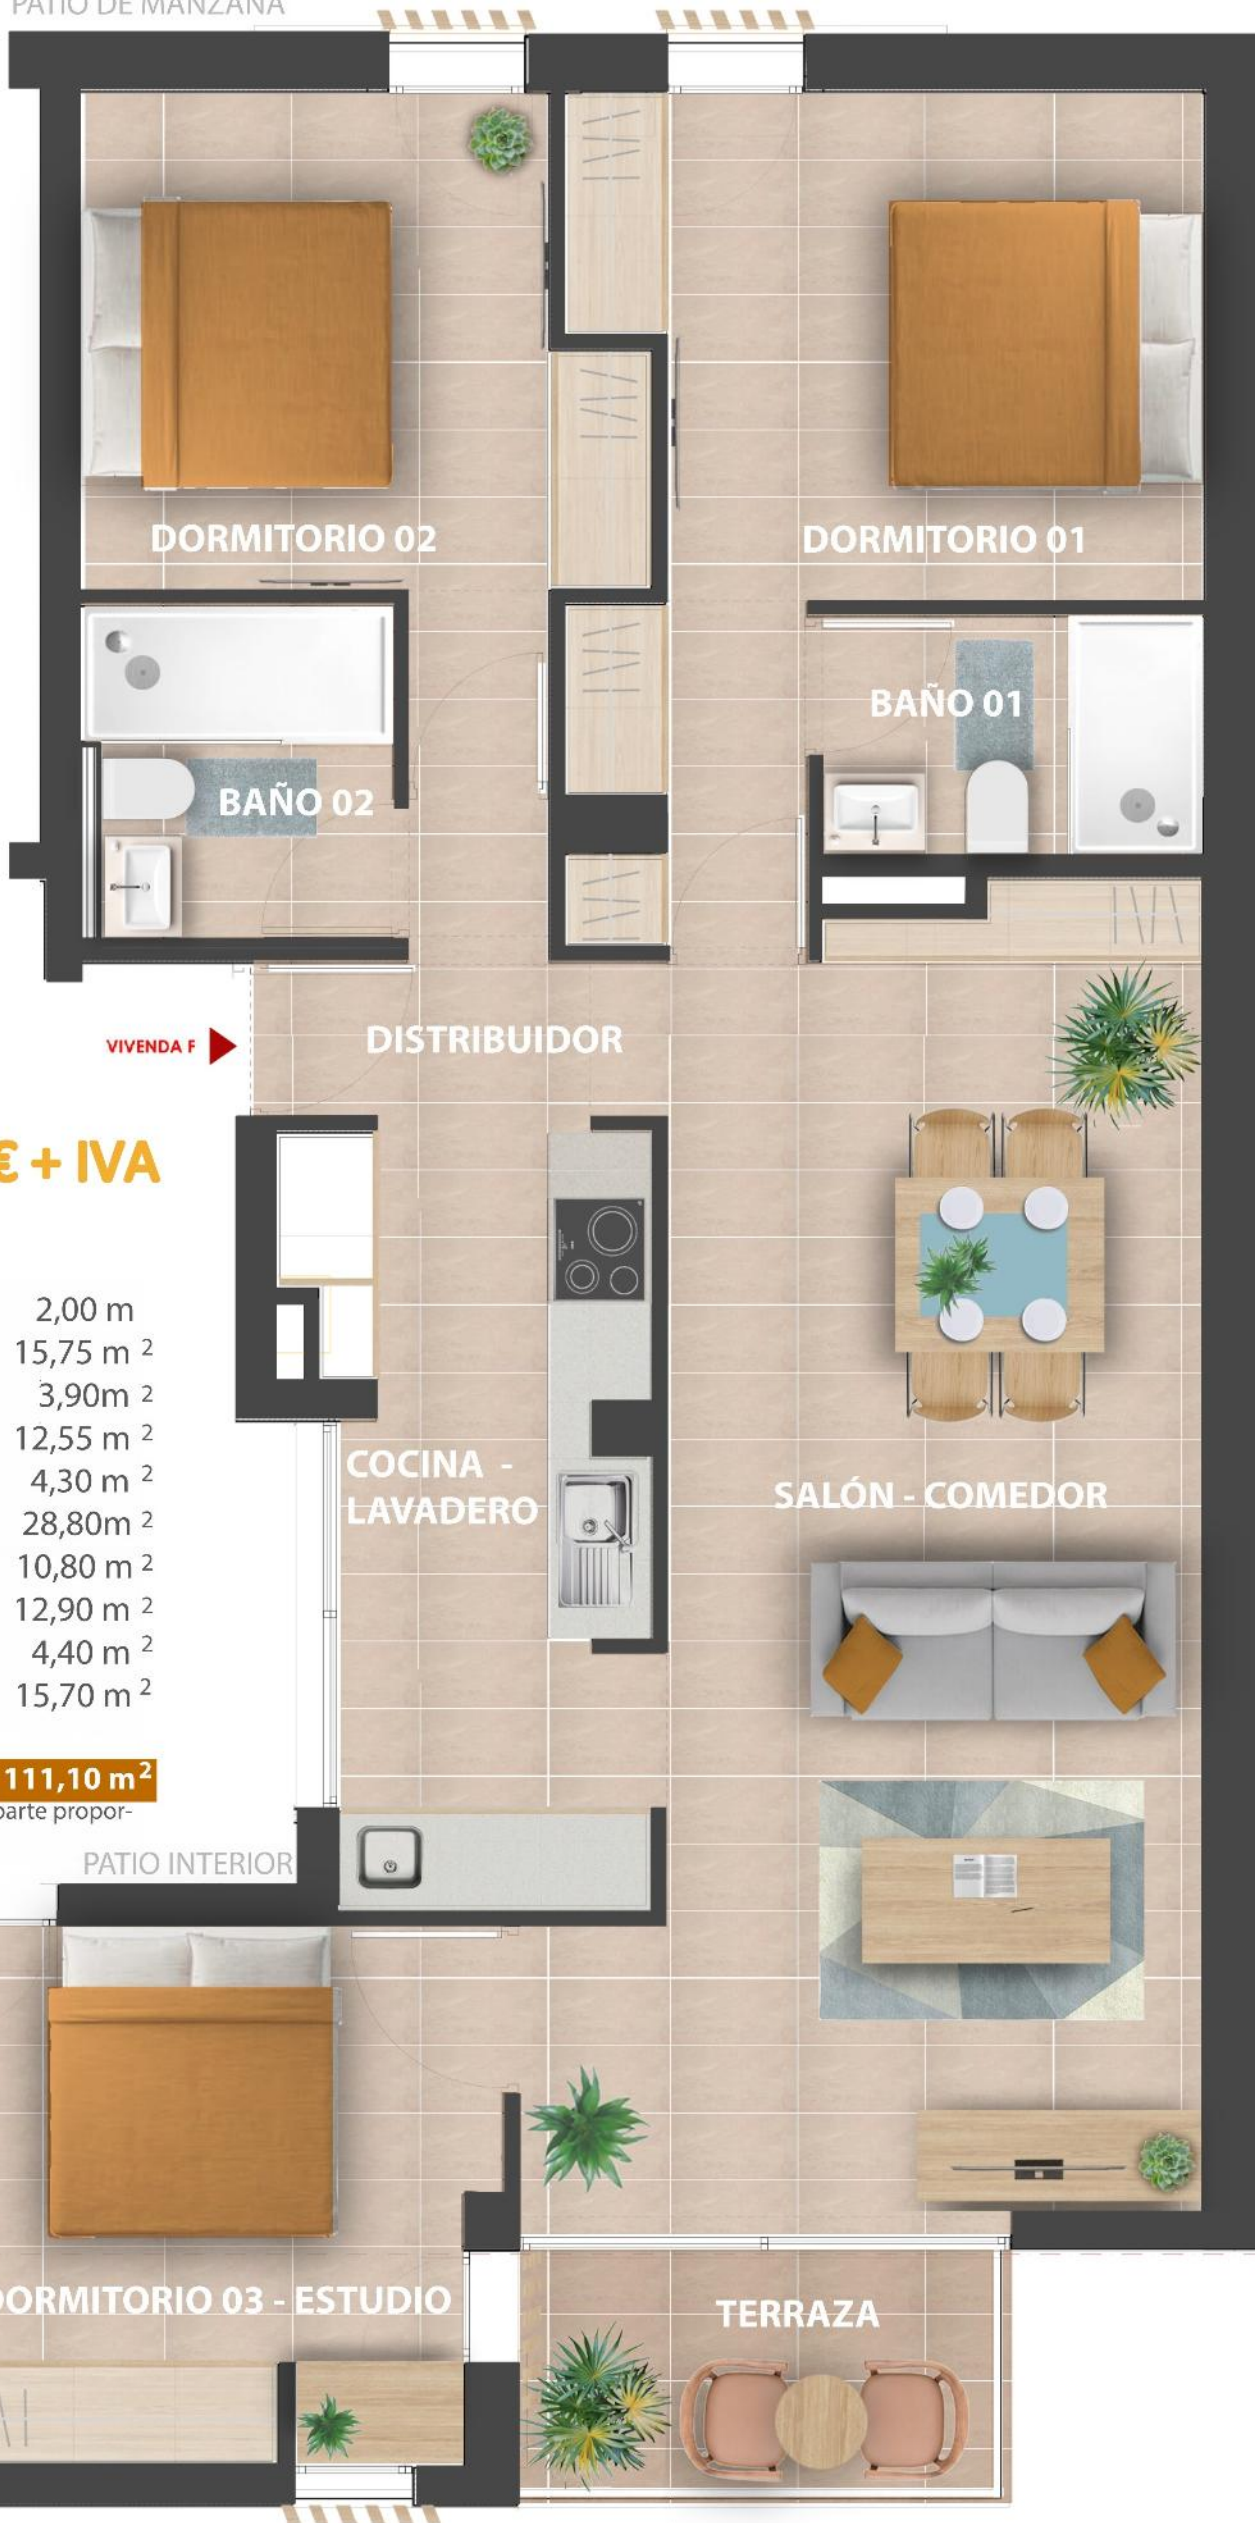 PATIO DE MANZANA
DORMITORIO 02
DORMITORIO 01
BAÑO 01
BAÑO 02
VIVENDA F
DISTRIBUIDOR
€ + IVA
2,00 m
15,75 m ²
3,90m ²
12,55 m ²
4,30 m ²
28,80m ²
10,80 m ²
12,90 m ²
4,40 m ²
15,70 m ²
111,10 m²
parte propor-
COCINA -
LAVADERO
SALÓN - COMEDOR
PATIO INTERIOR
DORMITORIO 03 - ESTUDIO
TERRAZA